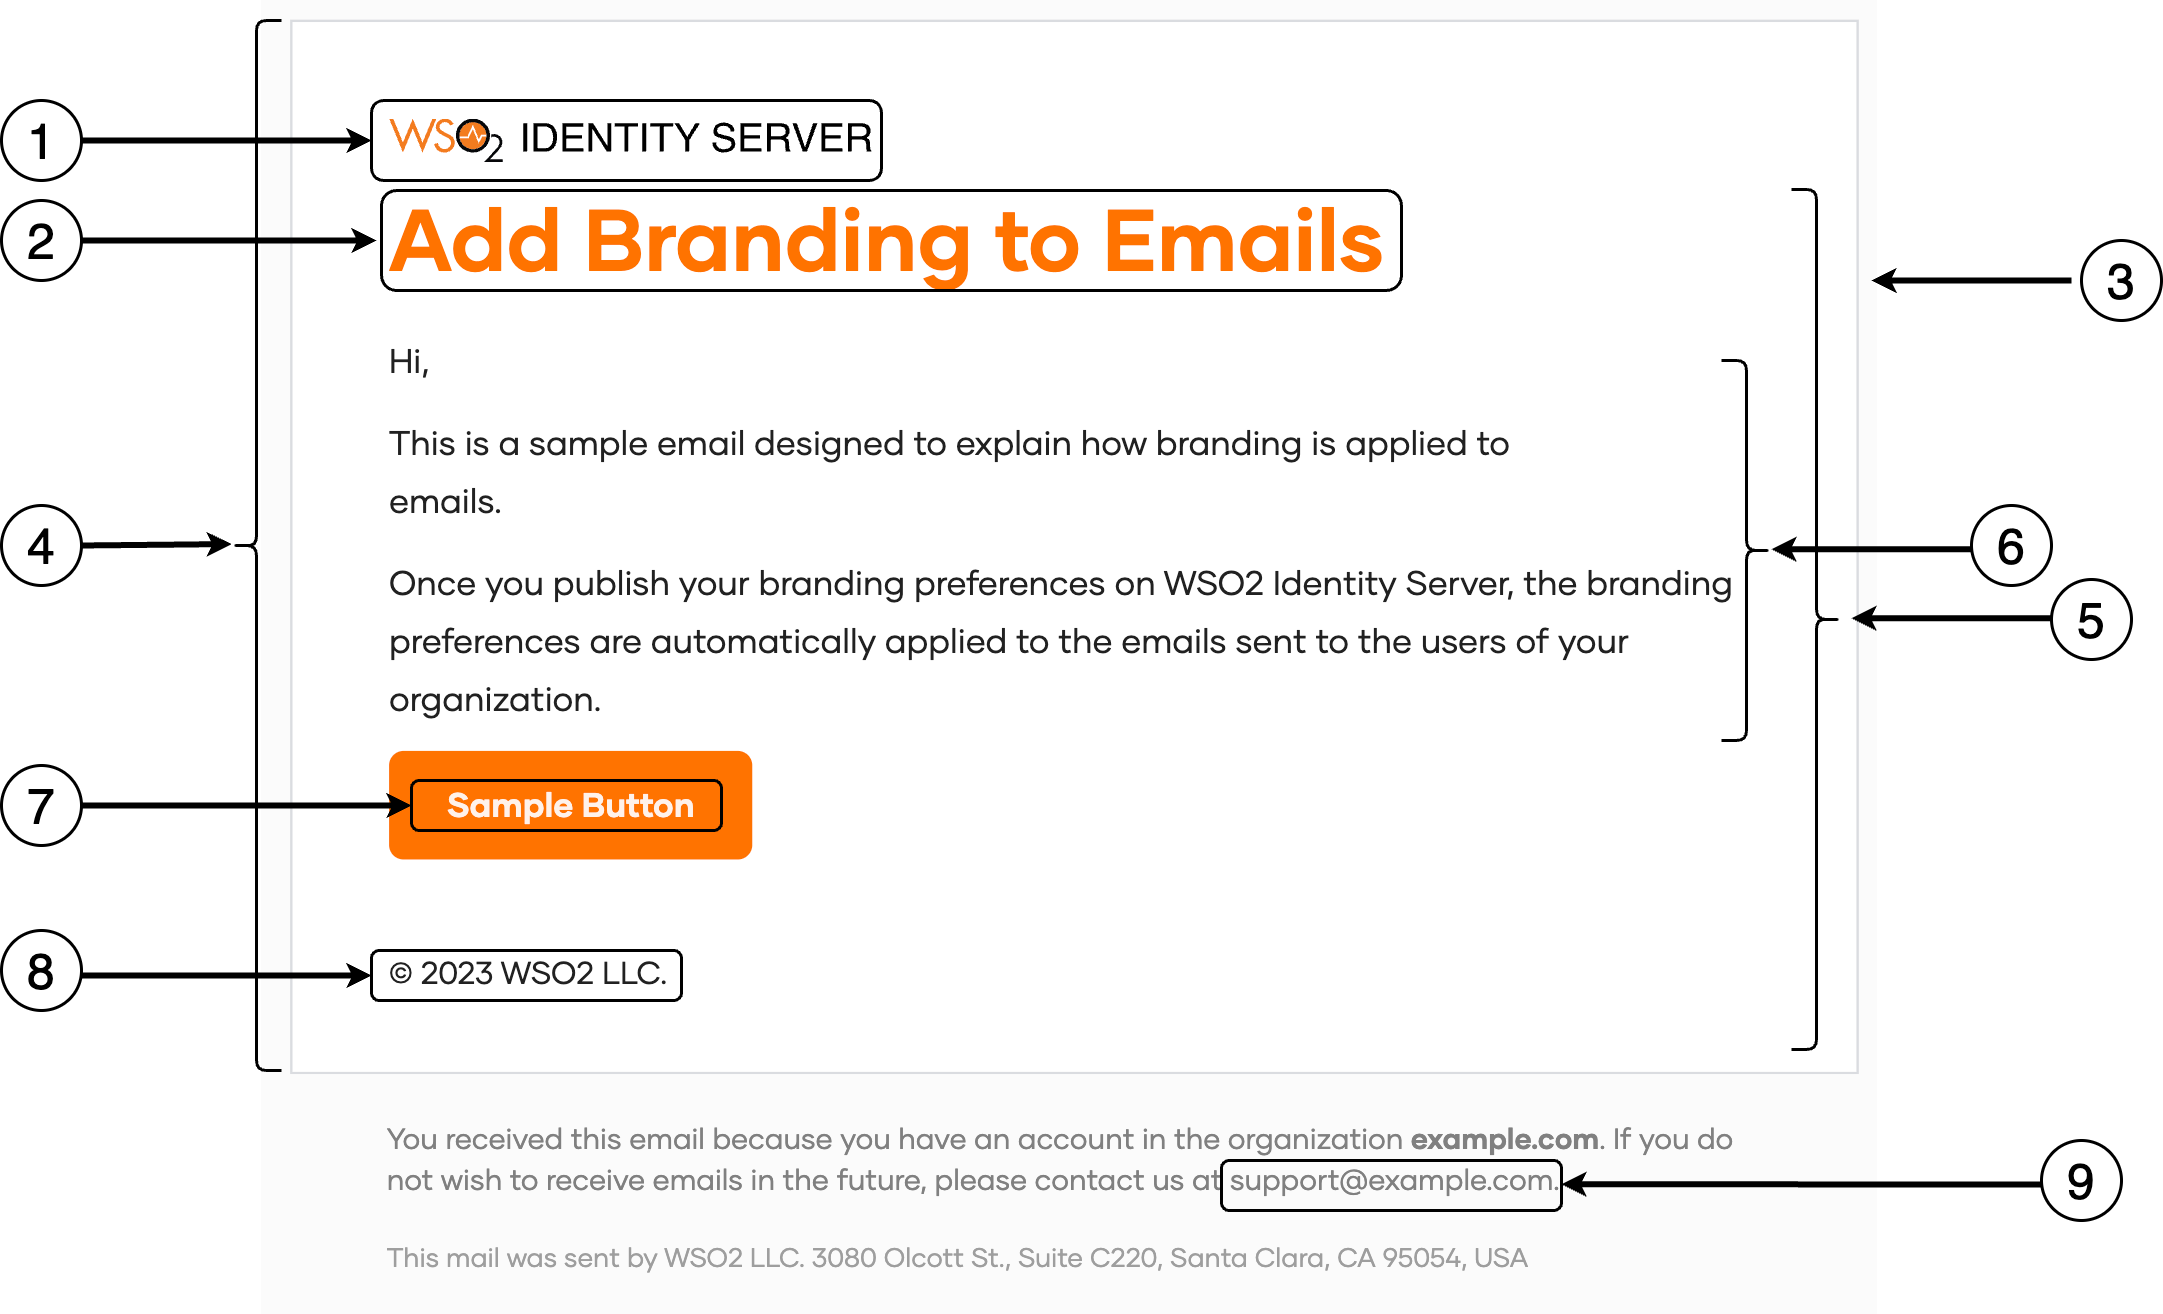 1
WSO2 IDENTITY SERVER
2
Add Branding to Emails
3
Hi,
This is a sample email designed to explain how branding is applied to
emails.
4
6
Once you publish your branding preferences on WSO2 Identity Server, the branding
5
preferences are automatically applied to the emails sent to the users of your
organization.
7
Sample Button
8
© 2023 WSO2 LLC.
You received this email because you have an account in the organization example.com. If you do
not wish to receive emails in the future, please contact us at support@example.com.
9
This mail was sent by WSO2 LLC. 3080 Olcott St., Suite C220, Santa Clara, CA 95054, USA